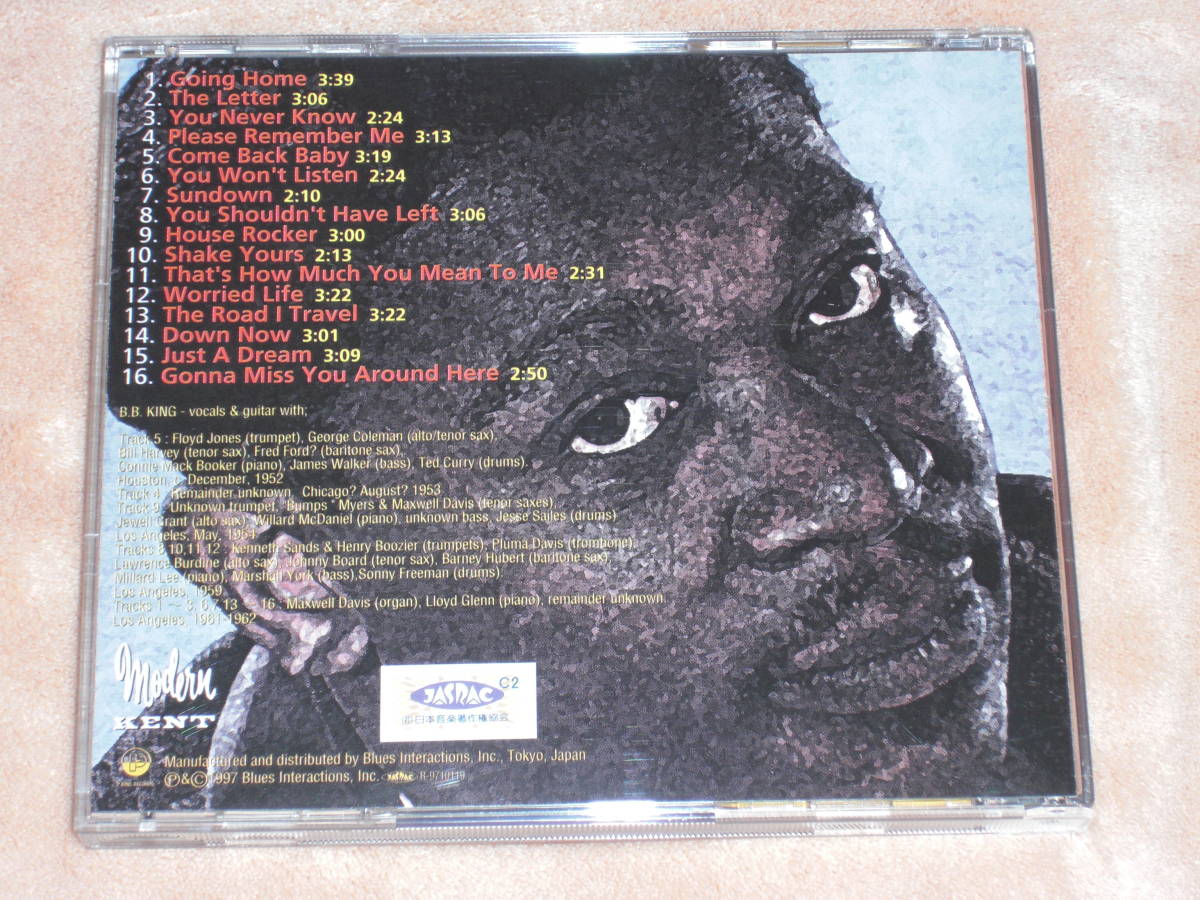 1. Going Home 3:39
2. The Letter 3:06
3. You Never Know 2:24
4. Please Remember Me 3:13
5. Come Back Baby 3:19
6. You Won't Listen 2:24
7. Sundown 2:10
8. You Shouldn't Have Left 3:06
9. House Rocker 3:00
10. Shake Yours 2:13
11. That's How Much You Mean To Me 2:31
12. Worried Life 3:22
13. The Road I Travel 3:22
14. Down Now 3:01
15. Just A Dream 3:09
16. Gonna Miss You Around Here 2:50
B.B. KING - vocals & guitar with;
Track 5 : Floyd Jones (trumpet), George Coleman (alto/tenor sax),
Bill Harvey (tenor sax), Fred Ford? (baritone sax),
Connie Mack Booker (piano), James Walker (bass), Ted Curry (drums).
Houston, December, 1952
Track 4 : Remainder unknown. Chicago? August? 1953
Track 9 : Unknown trumpet, "Bumps" Myers & Maxwell Davis (tenor saxes),
Jewell Grant (alto sax), Willard McDaniel (piano), unknown bass, Jesse Sailes (drums)
Los Angeles, May, 1954
Tracks 8,10,11,12 : Kenneth Sands & Henry Boozier (trumpets), Pluma Davis (trombone),
Lawrence Burdine (alto sax), Johnny Board (tenor sax), Barney Hubert (baritone sax),
Millard Lee (piano), Marshall York (bass),Sonny Freeman (drums).
Los Angeles, 1959,
Tracks 1 ~ 3, 6,7,13 ~ 16 : Maxwell Davis (organ), Lloyd Glenn (piano), remainder unknown.
Los Angeles, 1961-1962
Modern
KENT
JASRAC C2
(社)日本音楽著作権協会
Manufactured and distributed by Blues Interactions, Inc., Tokyo, Japan
℗&©1997 Blues Interactions, Inc. JASRAC R-9710119